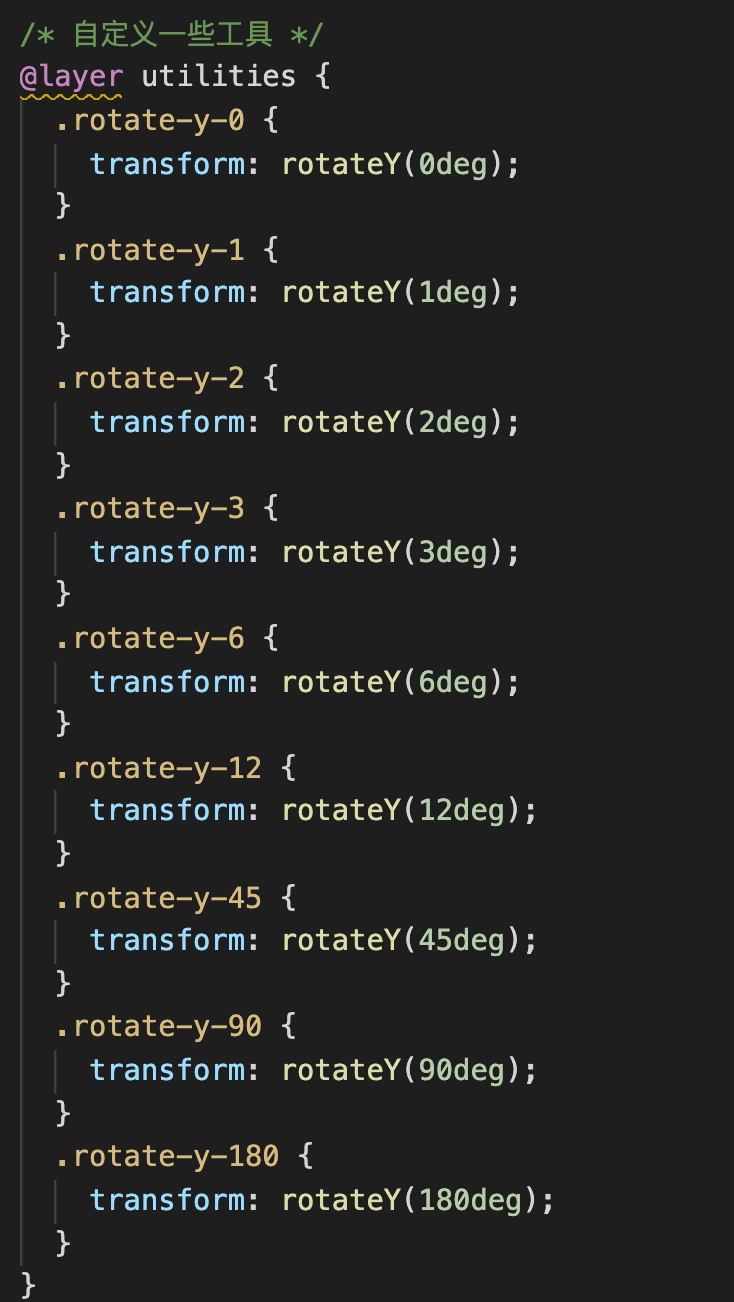 /* 自定义一些工具 */
@layer utilities {
  .rotate-y-0 {
    transform: rotateY(0deg);
  }
  .rotate-y-1 {
    transform: rotateY(1deg);
  }
  .rotate-y-2 {
    transform: rotateY(2deg);
  }
  .rotate-y-3 {
    transform: rotateY(3deg);
  }
  .rotate-y-6 {
    transform: rotateY(6deg);
  }
  .rotate-y-12 {
    transform: rotateY(12deg);
  }
  .rotate-y-45 {
    transform: rotateY(45deg);
  }
  .rotate-y-90 {
    transform: rotateY(90deg);
  }
  .rotate-y-180 {
    transform: rotateY(180deg);
  }
}